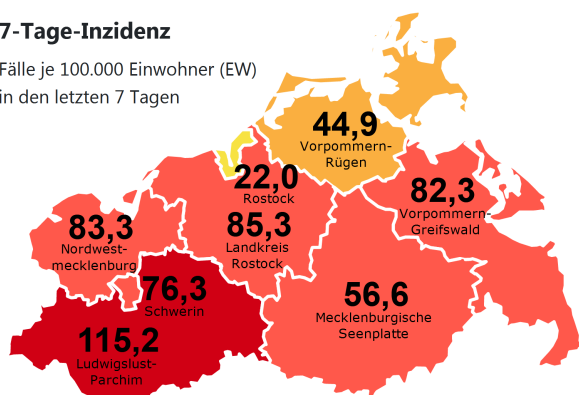 7-Tage-Inzidenz
Fälle je 100.000 Einwohner (EW)
in den letzten 7 Tagen
44,9
Vorpommern-
Rügen
22,0
Rostock
82,3
Vorpommern-
Greifswald
83,3
Nordwest-
mecklenburg
85,3
Landkreis
Rostock
76,3
Schwerin
56,6
Mecklenburgische
Seenplatte
115,2
Ludwigslust-
Parchim